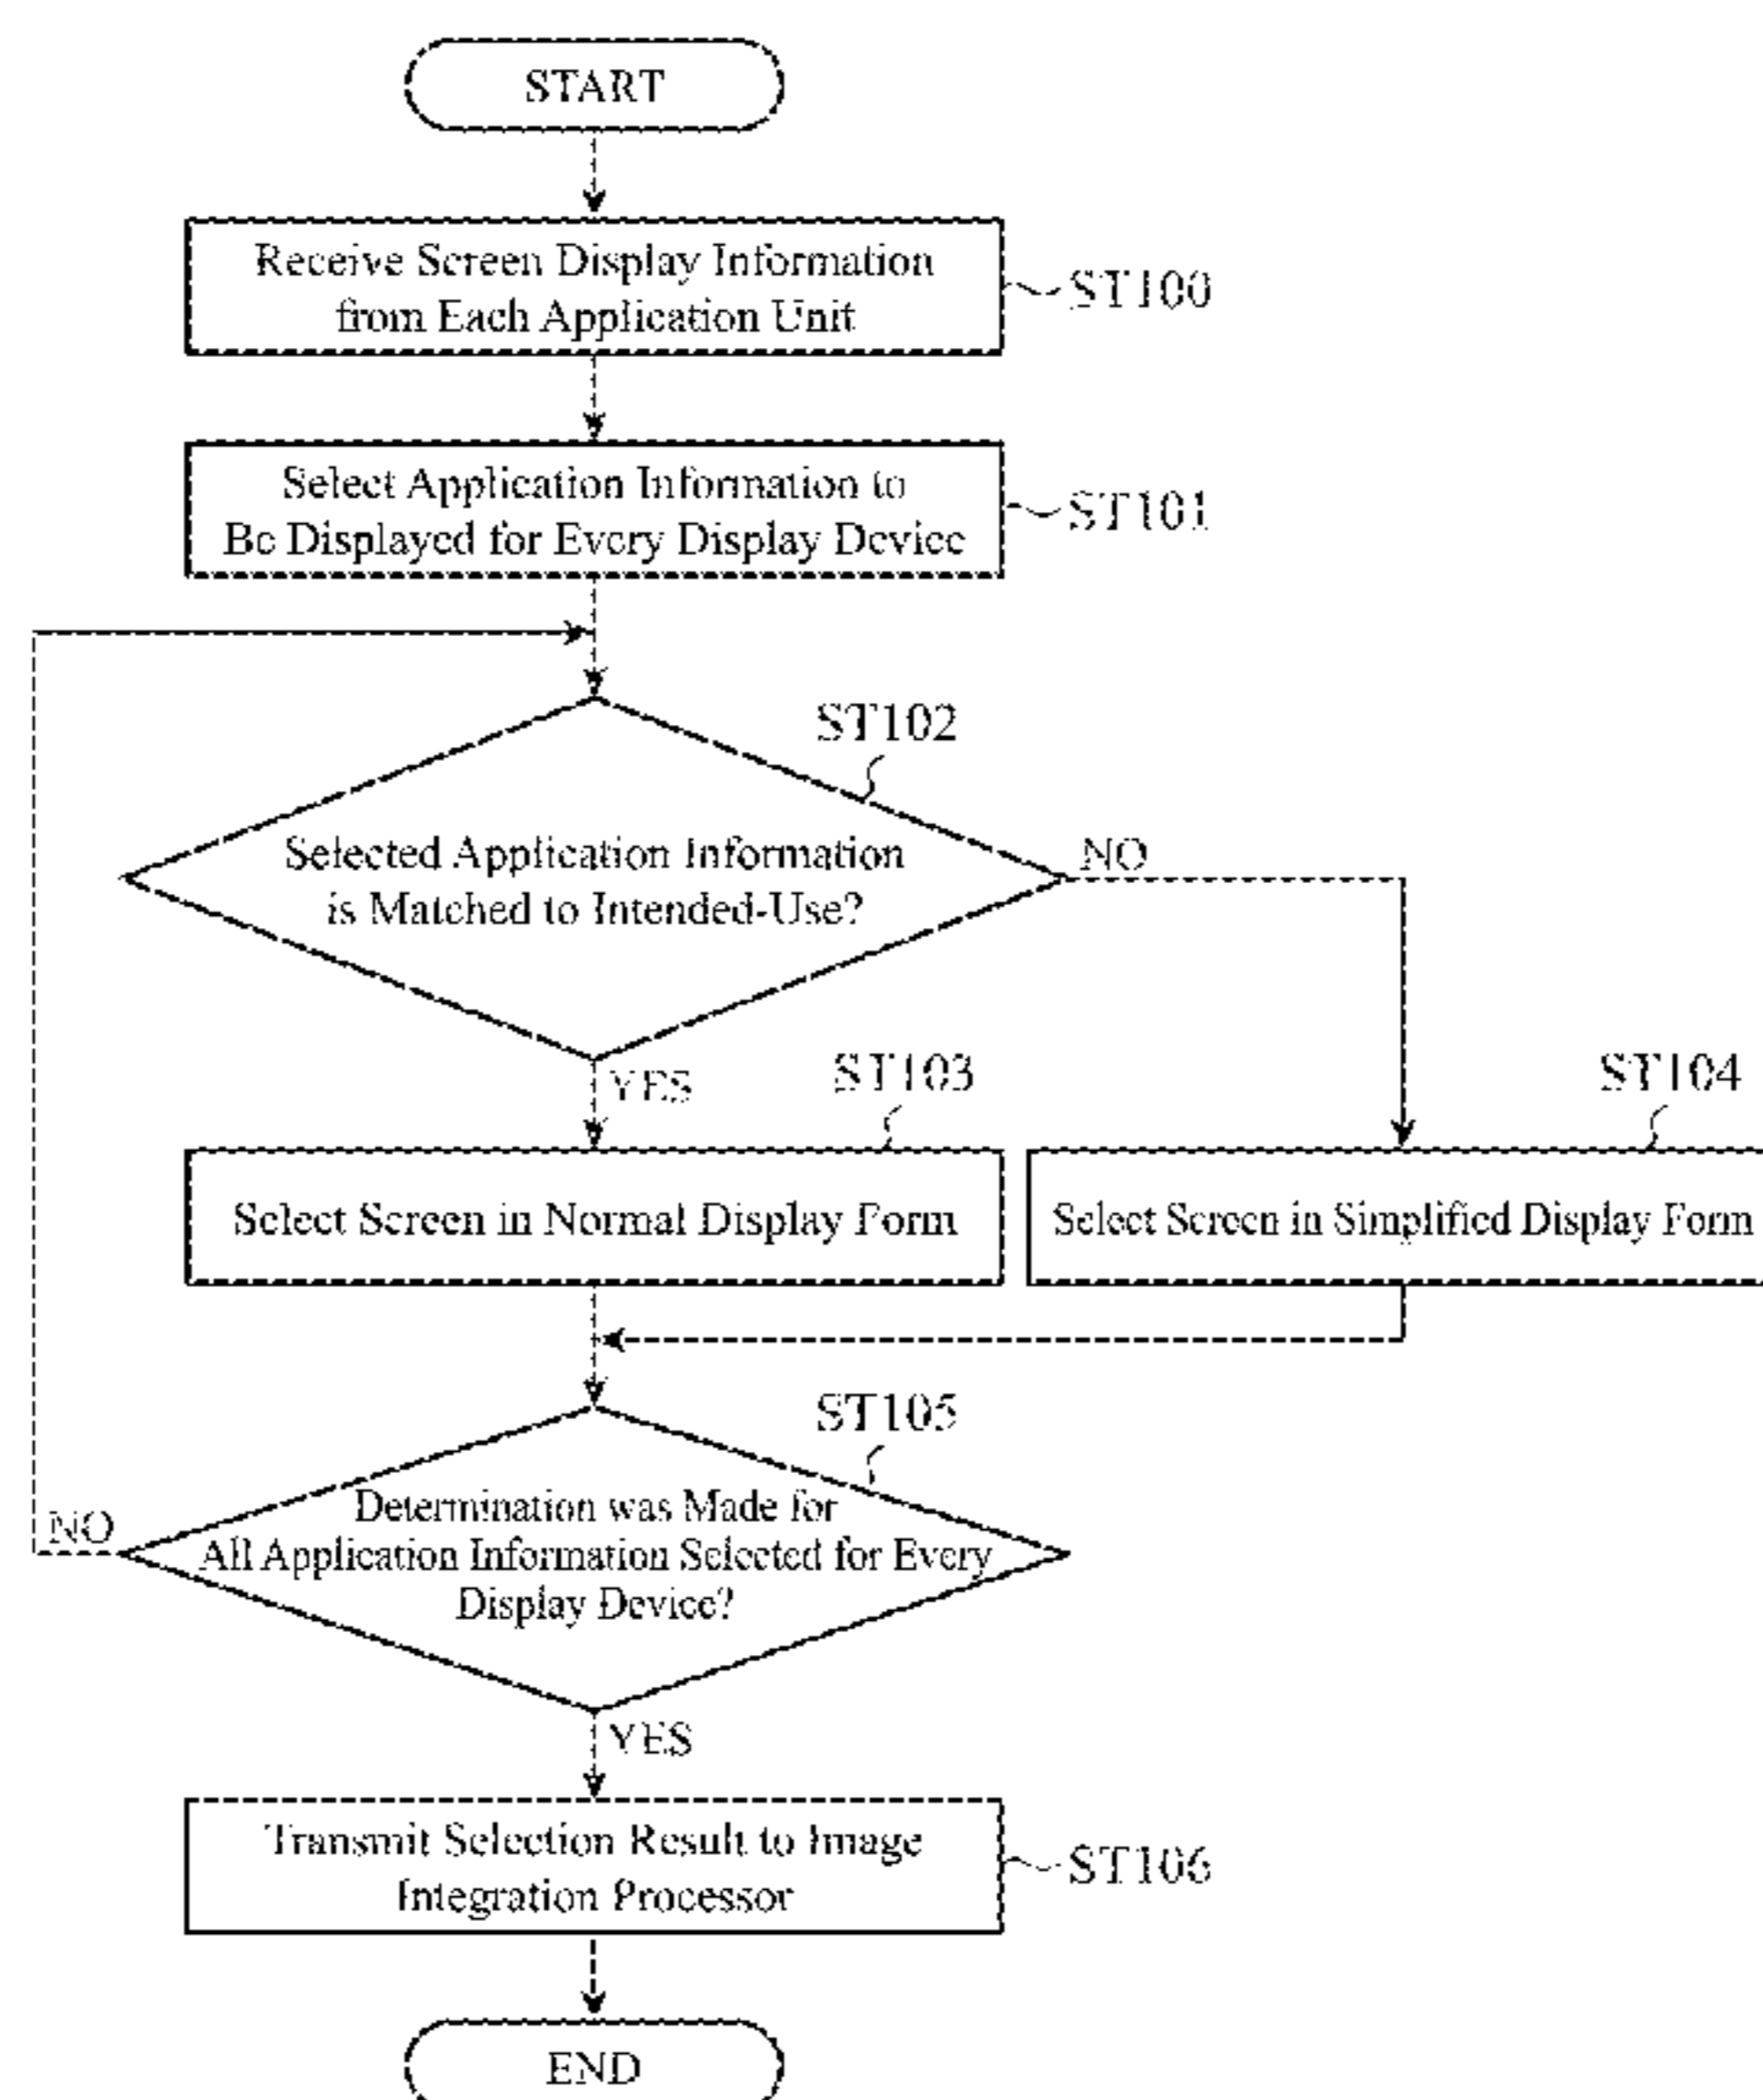 START
Receive Screen Display Information
from Each Application Unit
ST100
Select Application Information to
Be Displayed for Every Display Device
ST101
ST102
Selected Application Information
is Matched to Intended-Use?
NO
YES
ST103
ST104
Select Screen in Normal Display Form
Select Screen in Simplified Display Form
ST105
Determination was Made for
All Application Information Selected for Every
Display Device?
NO
YES
Transmit Selection Result to Image
Integration Processor
ST106
END